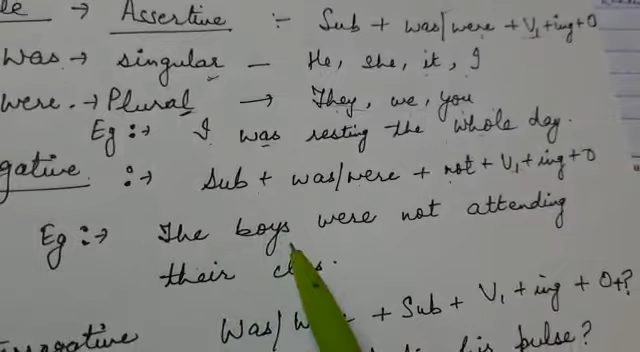 → Assertive :- Sub + was/were + V₁+ing+O
Was → singular — He, she, it, I
Were → Plural → They, we, you
Eg :→ I was resting the whole day.
gative :→ Sub + was/were + not + V₁+ing+O
Eg :→ The boys were not attending
their
Was/ + Sub + V₁ + ing + O+?
pulse?